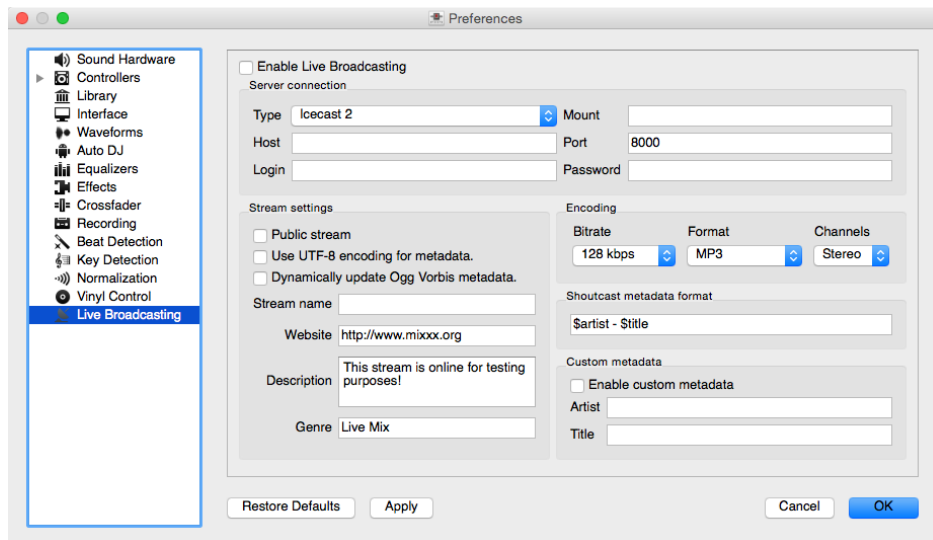 Preferences
Sound Hardware
Controllers
Library
Interface
Waveforms
Auto DJ
Equalizers
Effects
Crossfader
Recording
Beat Detection
Key Detection
Normalization
Vinyl Control
Live Broadcasting
Enable Live Broadcasting
Server connection
Type Icecast 2 Mount
Host Port 8000
Login Password
Stream settings
Public stream
Use UTF-8 encoding for metadata.
Dynamically update Ogg Vorbis metadata.
Stream name
Website http://www.mixxx.org
Description This stream is online for testing
purposes!
Genre Live Mix
Encoding
Bitrate Format Channels
128 kbps MP3 Stereo
Shoutcast metadata format
$artist - $title
Custom metadata
Enable custom metadata
Artist
Title
Restore Defaults Apply Cancel OK